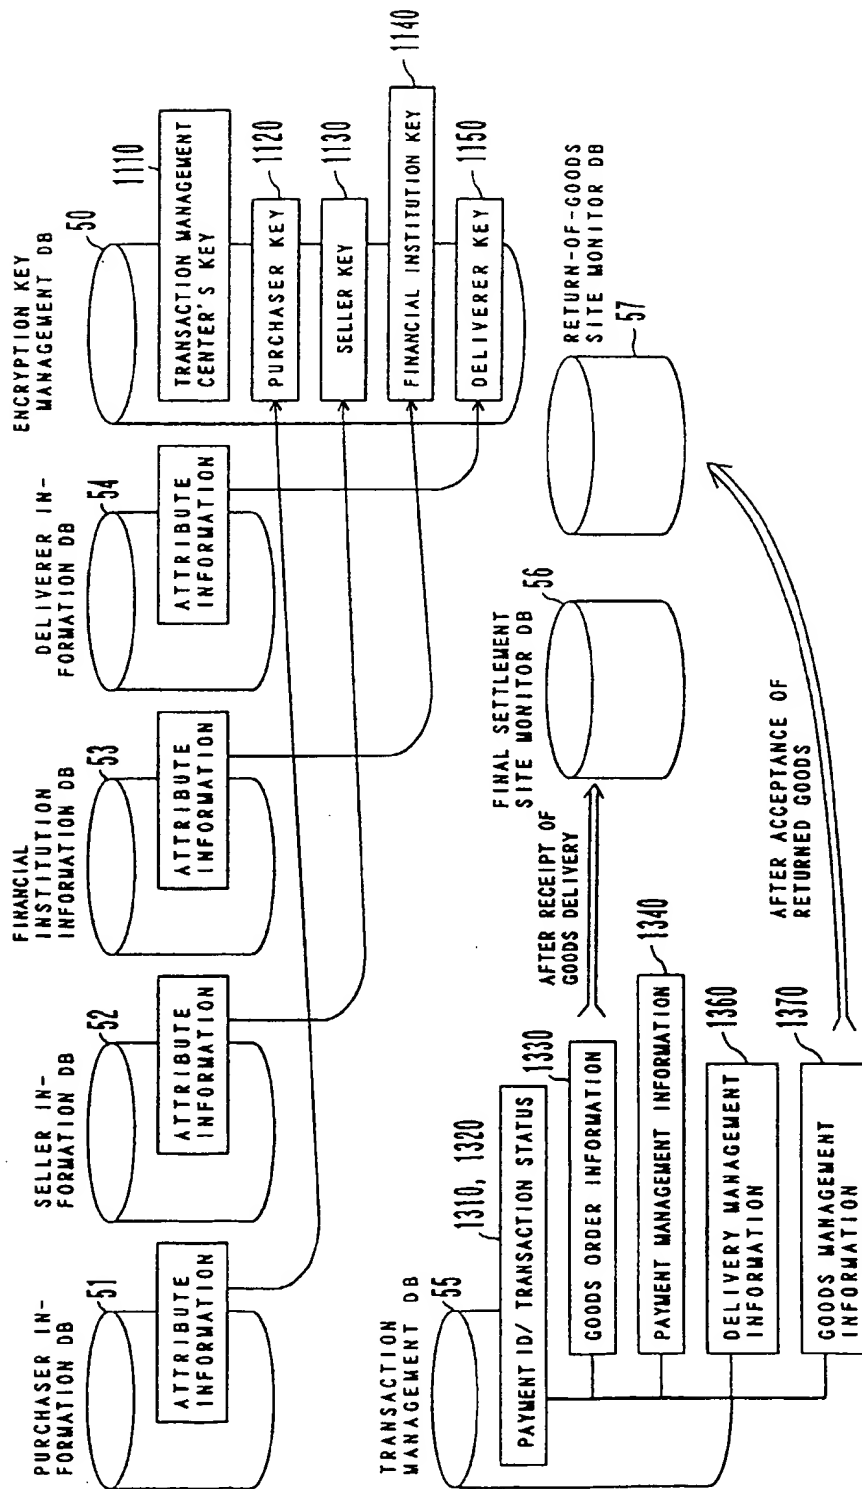 PURCHASER IN-
FORMATION DB
51
ATTRIBUTE
INFORMATION
SELLER IN-
FORMATION DB
52
ATTRIBUTE
INFORMATION
FINANCIAL
INSTITUTION
INFORMATION DB
53
ATTRIBUTE
INFORMATION
DELIVERER IN-
FORMATION DB
54
ATTRIBUTE
INFORMATION
ENCRYPTION KEY
MANAGEMENT DB
50
1110
TRANSACTION MANAGEMENT
CENTER'S KEY
1120
PURCHASER KEY
1130
SELLER KEY
1140
FINANCIAL INSTITUTION KEY
1150
DELIVERER KEY
TRANSACTION
MANAGEMENT DB
55
1310, 1320
PAYMENT ID/ TRANSACTION STATUS
1330
GOODS ORDER INFORMATION
1340
PAYMENT MANAGEMENT INFORMATION
1360
DELIVERY MANAGEMENT
INFORMATION
1370
GOODS MANAGEMENT
INFORMATION
AFTER RECEIPT OF
GOODS DELIVERY
FINAL SETTLEMENT
SITE MONITOR DB
56
AFTER ACCEPTANCE OF
RETURNED GOODS
RETURN-OF-GOODS
SITE MONITOR DB
57